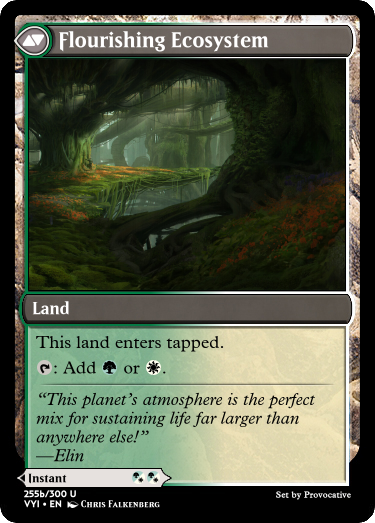 Flourishing Ecosystem
Land
This land enters tapped.
: Add or .
“This planet’s atmosphere is the perfect
mix for sustaining life far larger than
anywhere else!”
—Elin
Instant
255b/300 U
VYI • EN Chris Falkenberg
Set by Provocative